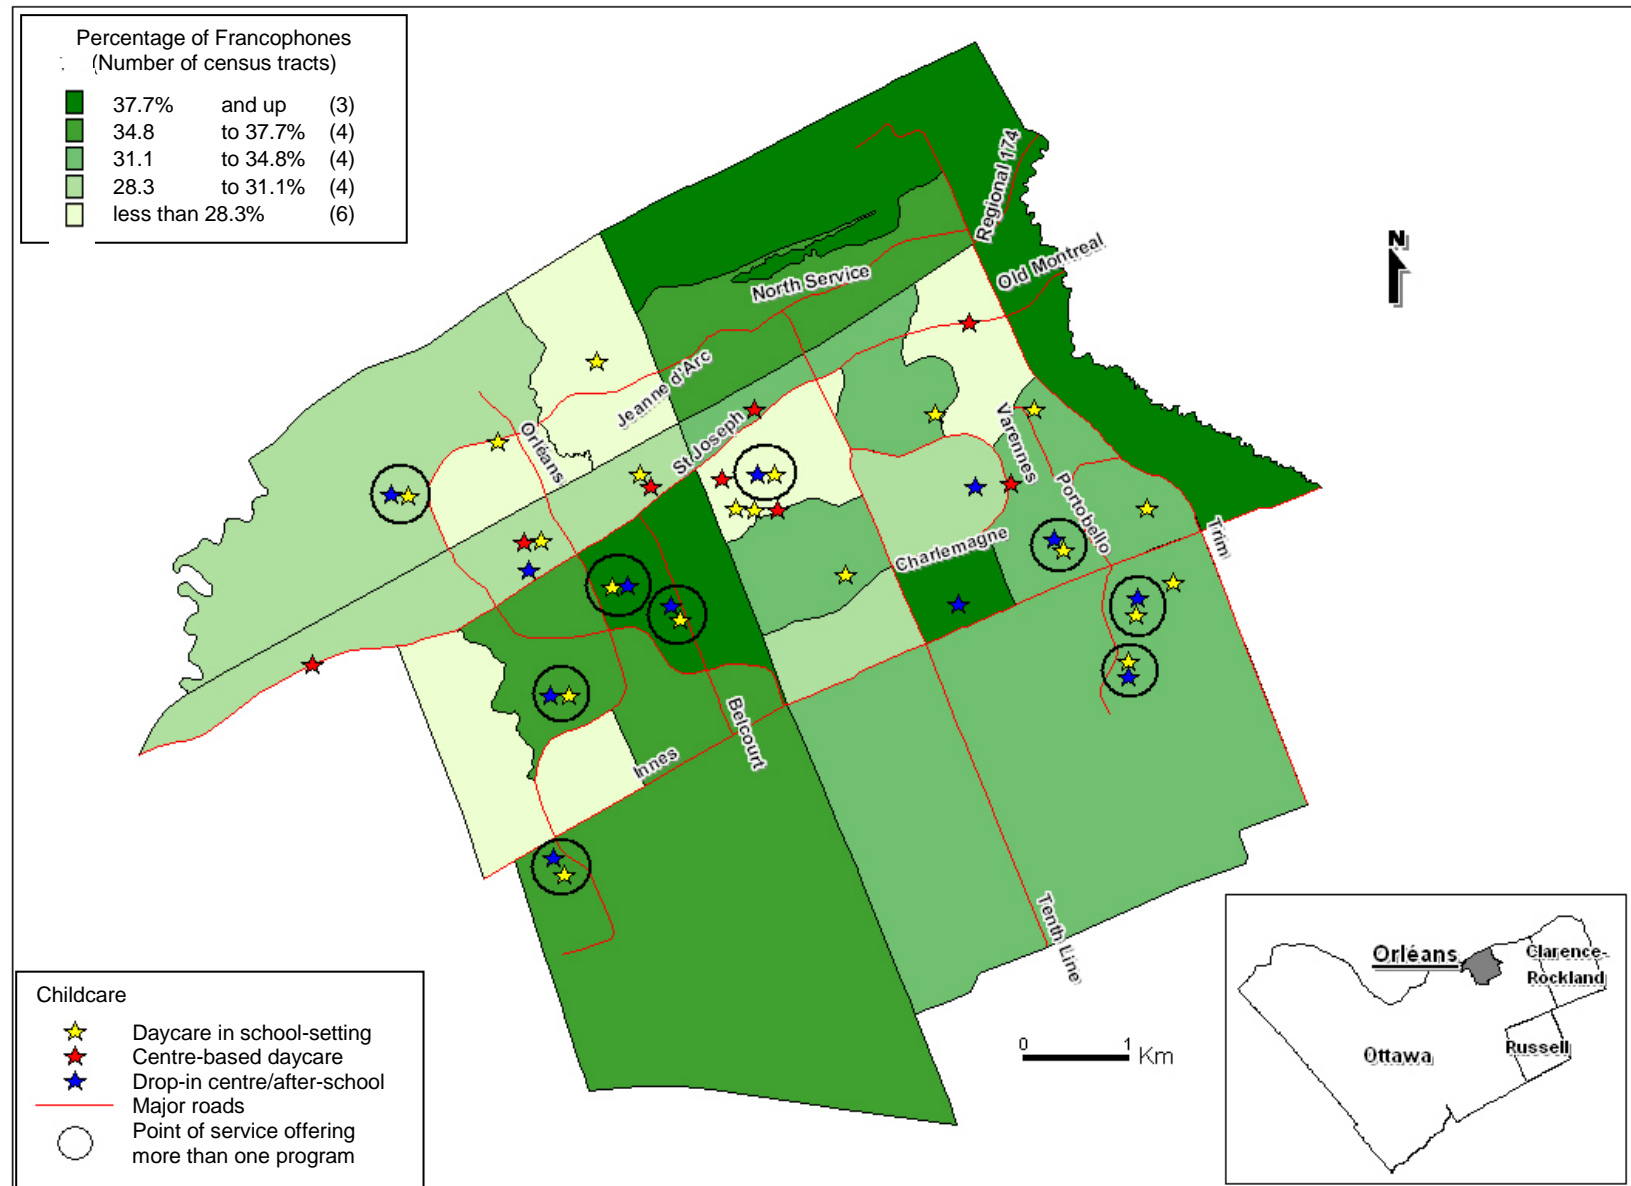 Percentage of Francophones
(Number of census tracts)
37.7% and up (3)
34.8 to 37.7% (4)
31.1 to 34.8% (4)
28.3 to 31.1% (4)
less than 28.3% (6)
Regional 174
N
Old Montreal
North Service
Jeanne d'Arc
Orléans
St Joseph
Varennes
Portobello
Charlemagne
Trim
Belcourt
Innes
Tenth Line
0 1 Km
Childcare
Daycare in school-setting
Centre-based daycare
Drop-in centre/after-school
Major roads
Point of service offering
more than one program
Orléans
Clarence-
Rockland
Ottawa
Russell